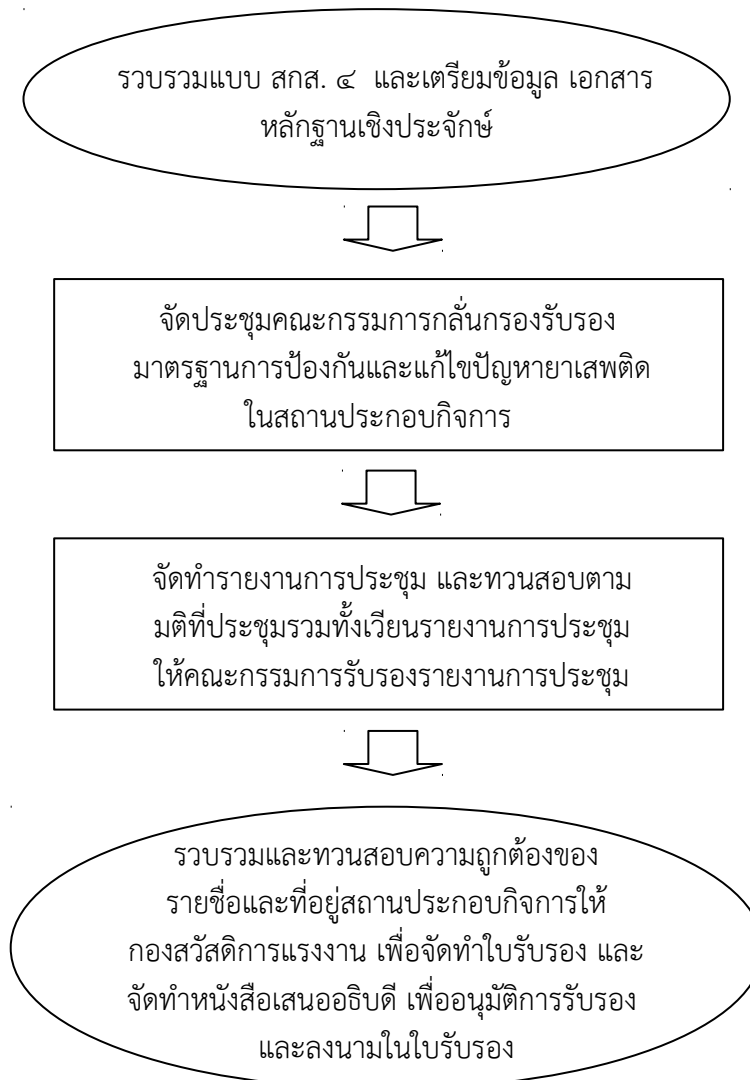 รวบรวมแบบ สกส. ๔  และเตรียมข้อมูล เอกสาร
หลักฐานเชิงประจักษ์
จัดประชุมคณะกรรมการกลั่นกรองรับรอง
มาตรฐานการป้องกันและแก้ไขปัญหายาเสพติด
ในสถานประกอบกิจการ
จัดทำรายงานการประชุม และทวนสอบตาม
มติที่ประชุมรวมทั้งเวียนรายงานการประชุม
ให้คณะกรรมการรับรองรายงานการประชุม
รวบรวมและทวนสอบความถูกต้องของ
รายชื่อและที่อยู่สถานประกอบกิจการให้
กองสวัสดิการแรงงาน เพื่อจัดทำใบรับรอง และ
จัดทำหนังสือเสนออธิบดี เพื่ออนุมัติการรับรอง
และลงนามในใบรับรอง